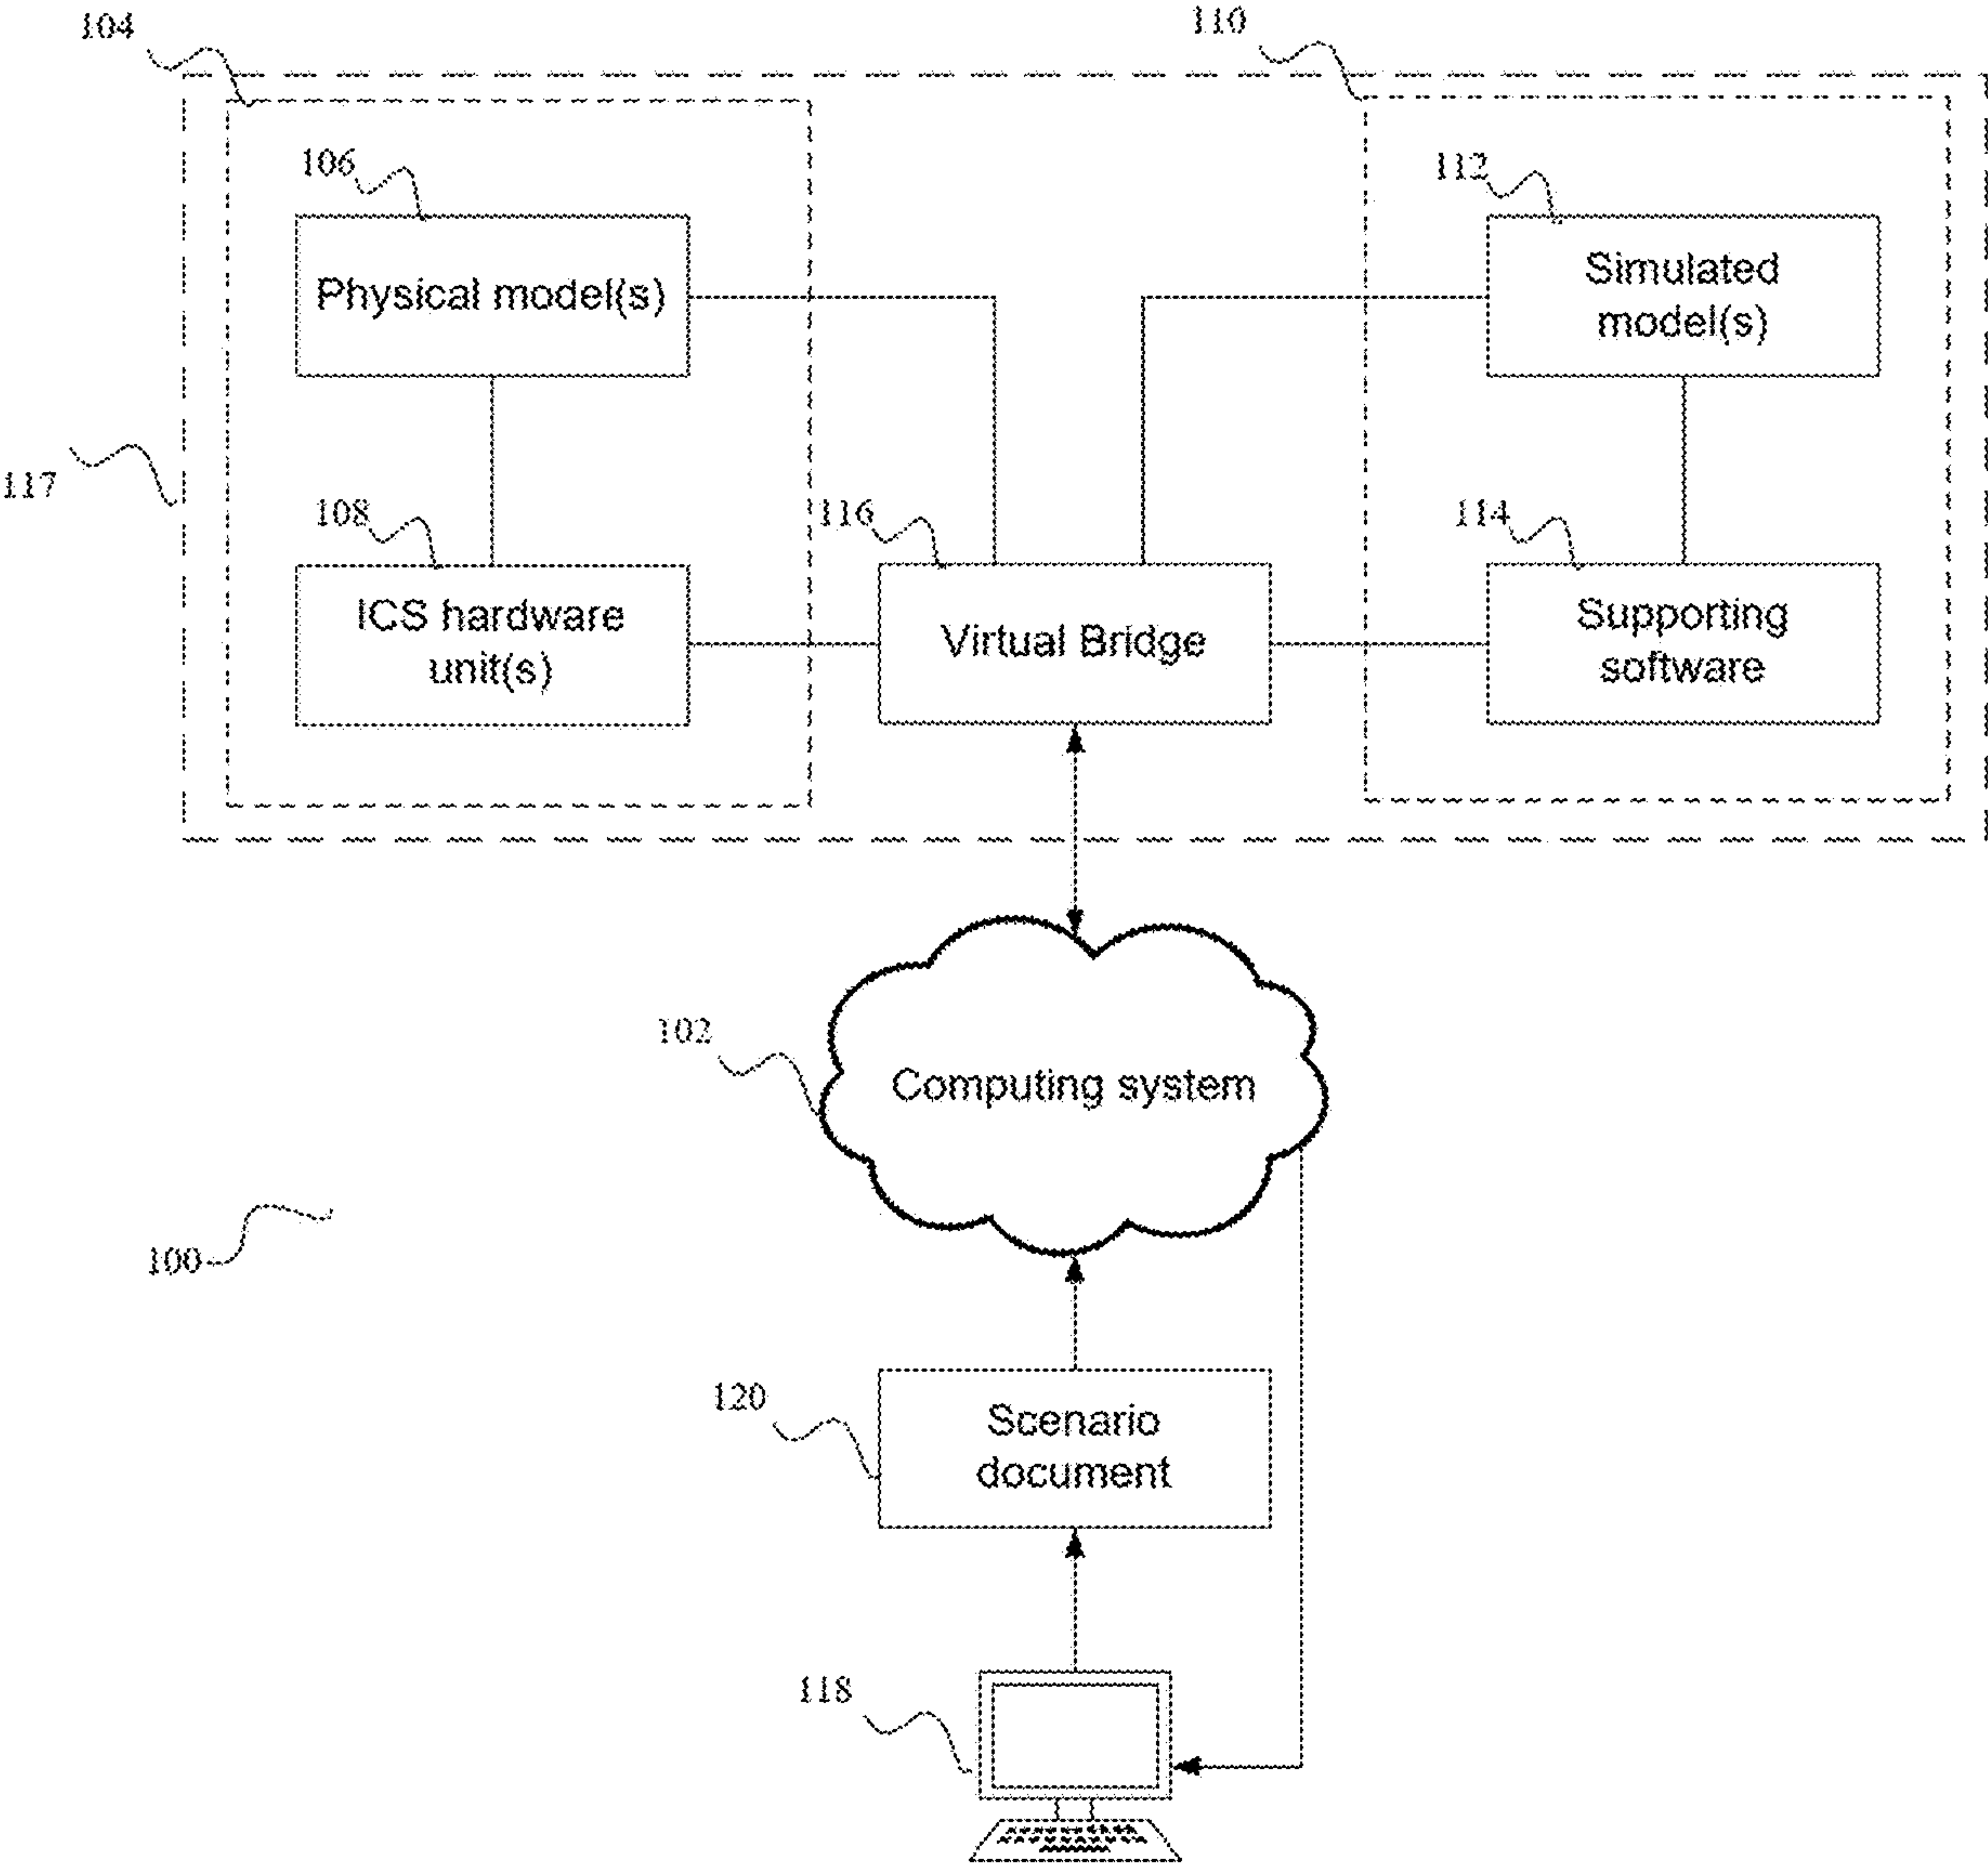 104
110
106
112
Physical model(s)
Simulated
model(s)
117
108
116
114
ICS hardware
unit(s)
Virtual Bridge
Supporting
software
102
Computing system
100
120
Scenario
document
118